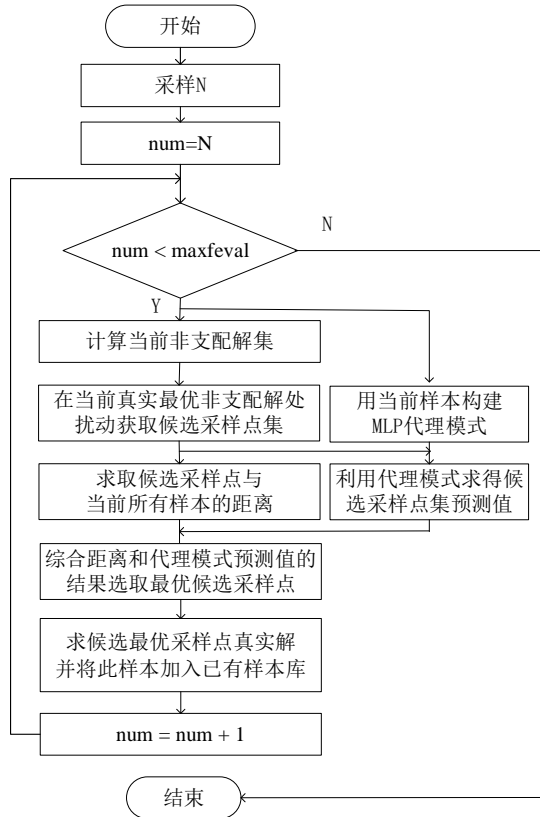 开始
采样N
num=N
num < maxfeval
N
Y
计算当前非支配解集
在当前真实最优非支配解处
扰动获取候选采样点集
用当前样本构建
MLP代理模式
求取候选采样点与
当前所有样本的距离
利用代理模式求得候
选采样点集预测值
综合距离和代理模式预测值的
结果选取最优候选采样点
求候选最优采样点真实解
并将此样本加入已有样本库
num = num + 1
结束